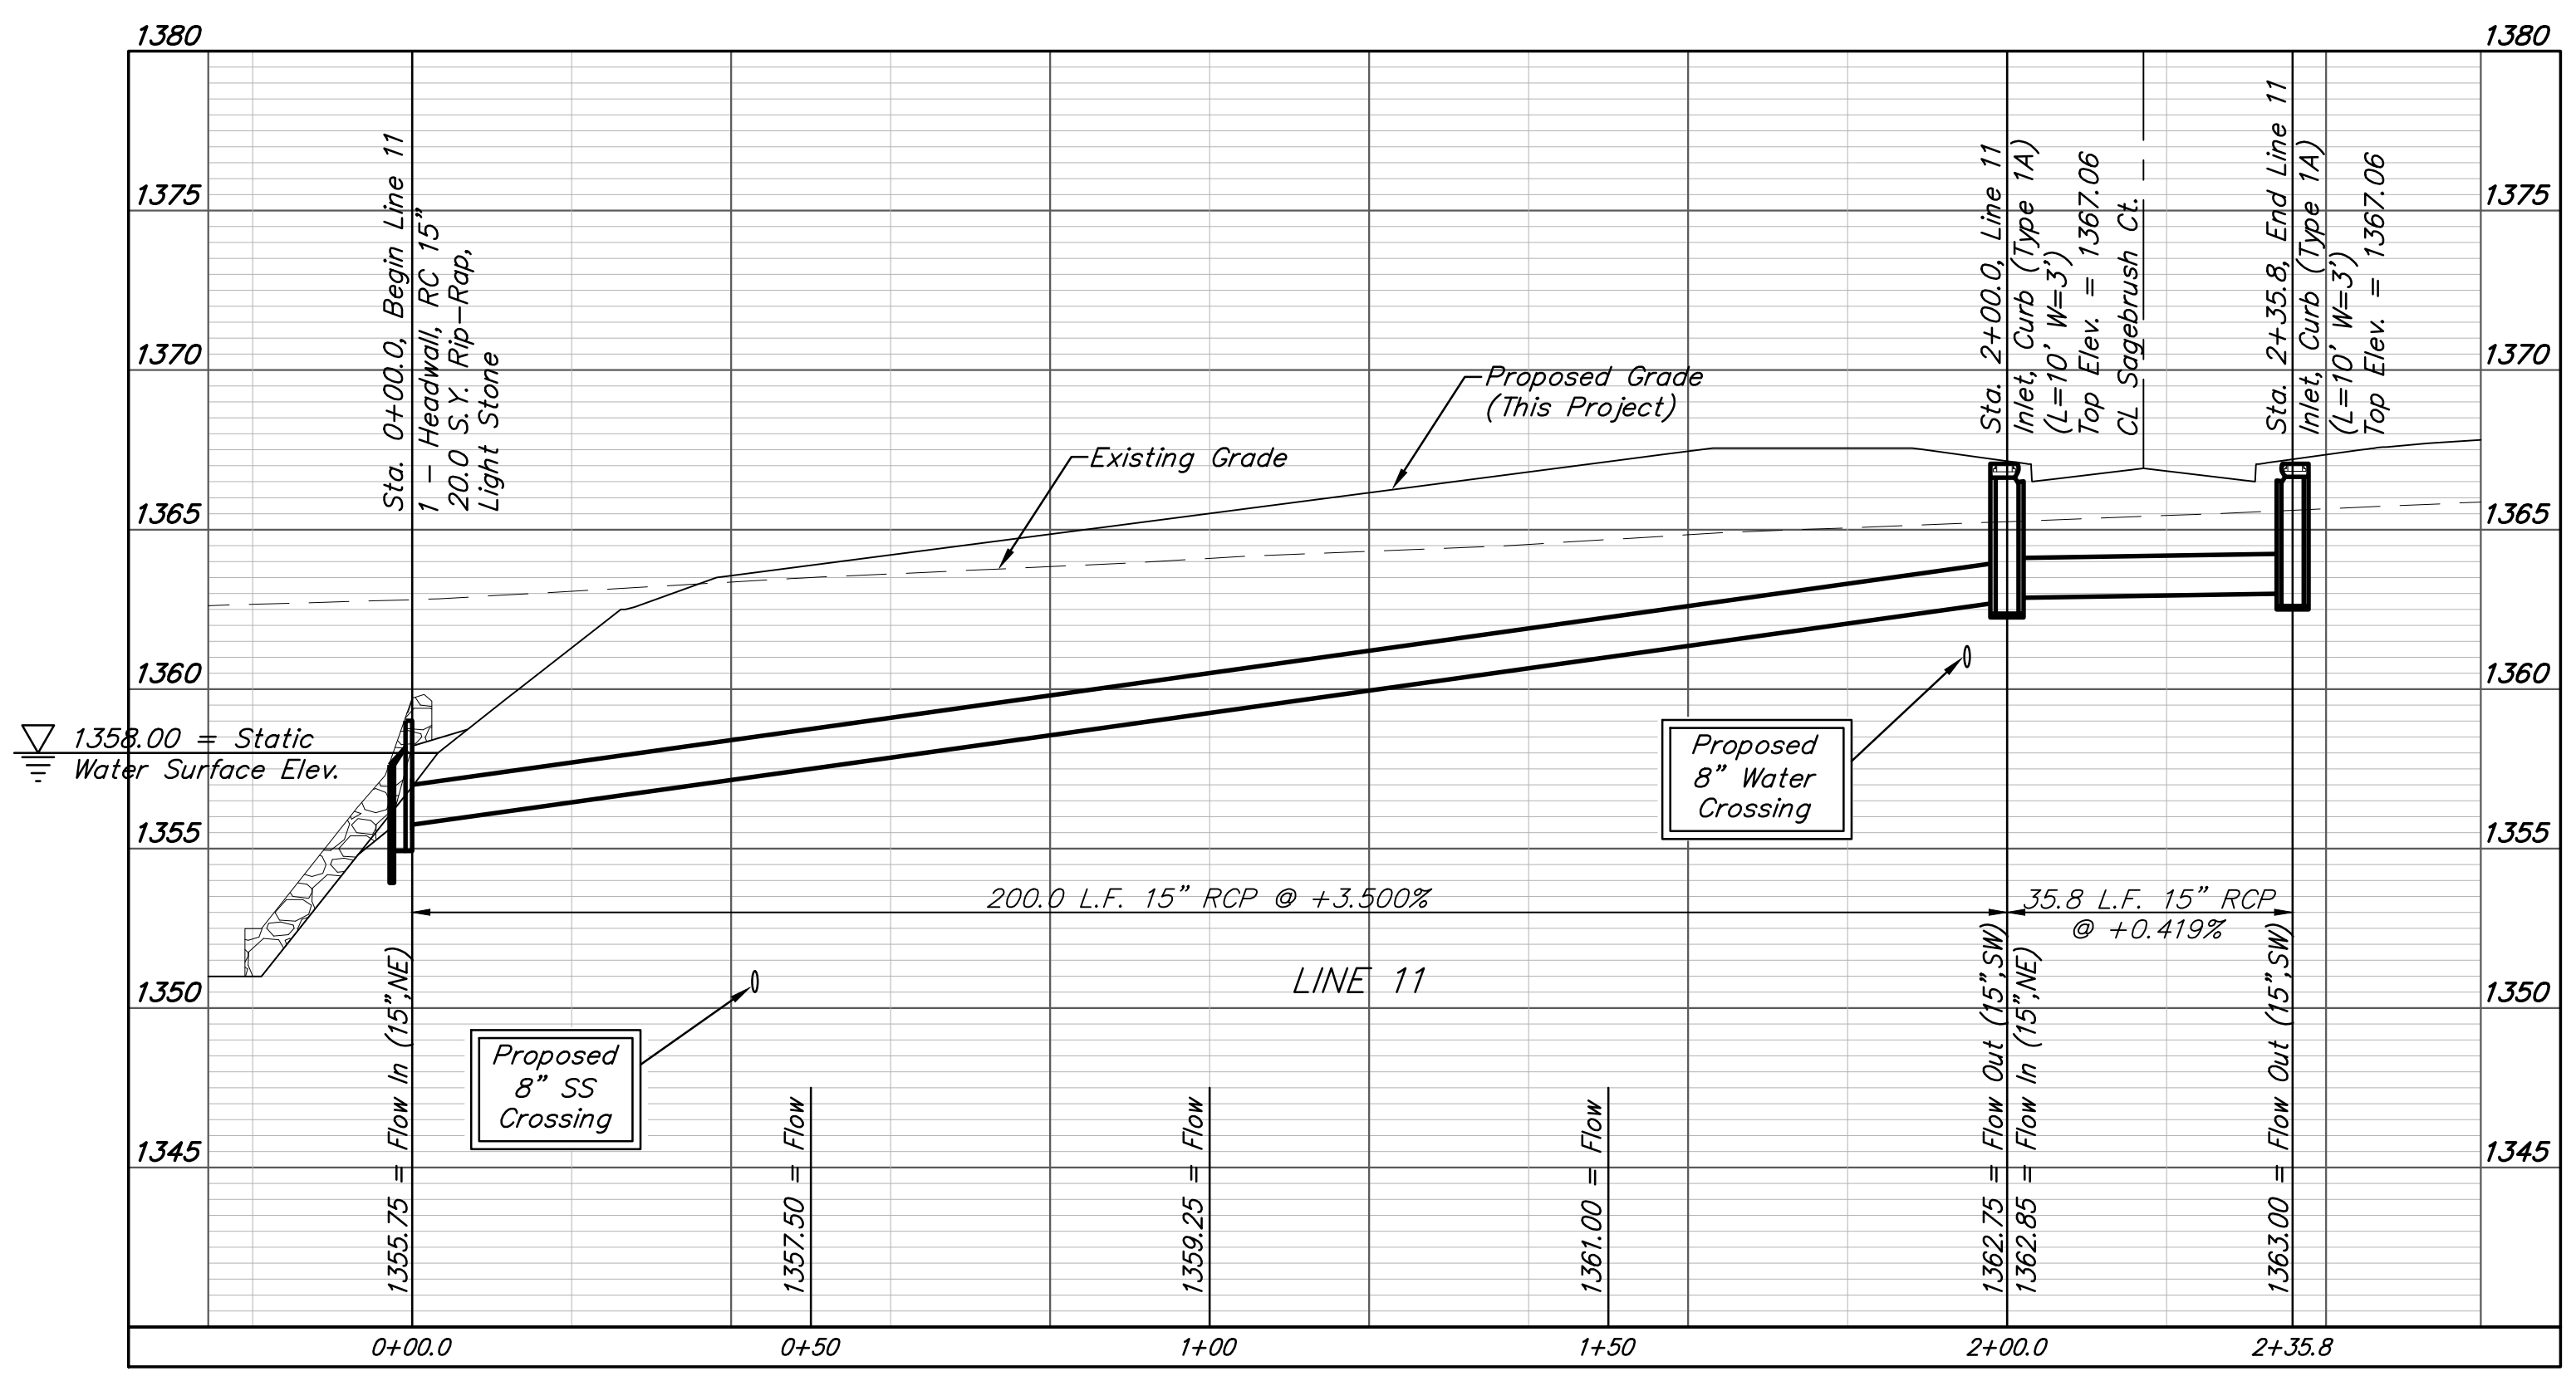 1380
1380
1375
1375
1370
1370
1365
1365
1360
1360
1355
1355
1350
1350
1345
1345
Sta. 0+00.0, Begin Line 11
1 - Headwall, RC 15"
20.0 S.Y. Rip-Rap,
Light Stone
Sta. 2+00.0, Line 11
Inlet, Curb (Type 1A)
(L=10' W=3')
Top Elev. = 1367.06
CL Sagebrush Ct.
Sta. 2+35.8, End Line 11
Inlet, Curb (Type 1A)
(L=10' W=3')
Top Elev. = 1367.06
Proposed Grade
(This Project)
Existing Grade
1358.00 = Static
Water Surface Elev.
Proposed
8" Water
Crossing
200.0 L.F. 15" RCP @ +3.500%
35.8 L.F. 15" RCP
@ +0.419%
LINE 11
Proposed
8" SS
Crossing
1355.75 = Flow In (15",NE)
1357.50 = Flow
1359.25 = Flow
1361.00 = Flow
1362.75 = Flow Out (15",SW)
1362.85 = Flow In (15",NE)
1363.00 = Flow Out (15",SW)
0+00.0
0+50
1+00
1+50
2+00.0
2+35.8